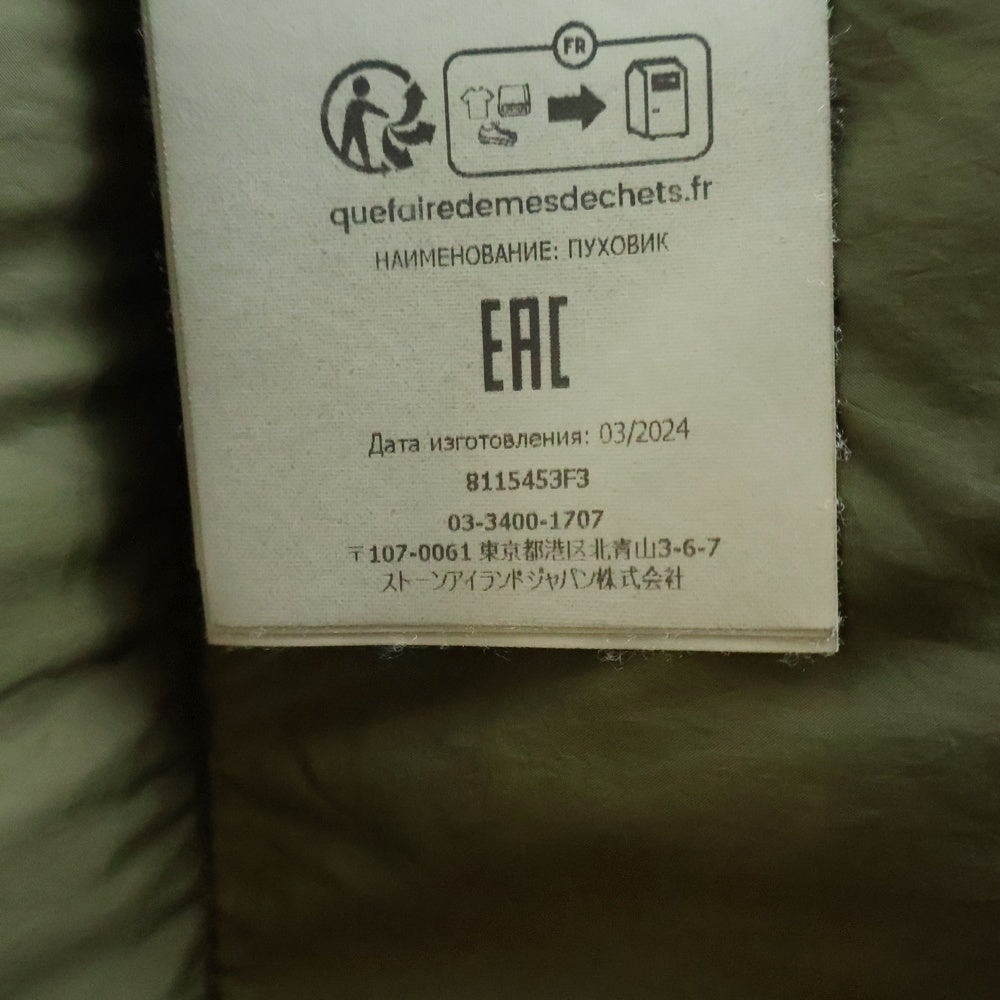 FR
quefairedemesdechets.fr
НАИМЕНОВАНИЕ: ПУХОВИК
EAC
Дата изготовления: 03/2024
8115453F3
03-3400-1707
〒107-0061 東京都港区北青山3-6-7
ストーンアイランドジャパン株式会社